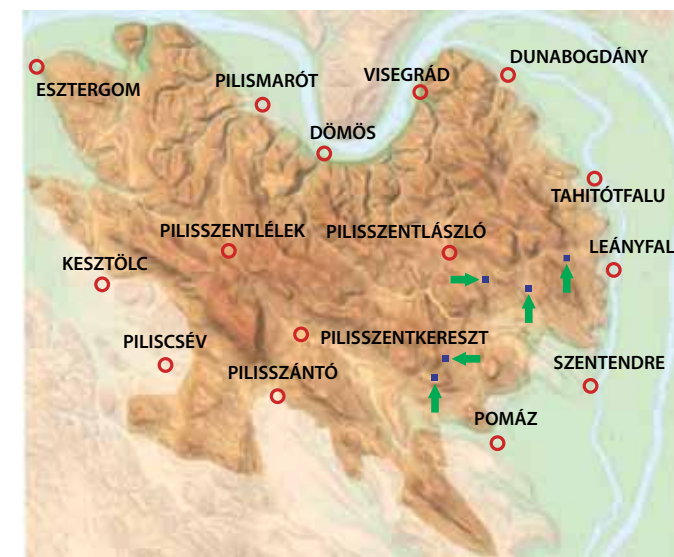 DUNABOGDÁNY
VISEGRÁD
PILISMARÓT
ESZTERGOM
DÖMÖS
TAHITÓTFALU
PILISSZENTLÉLEK
PILISSZENTLÁSZLÓ
LEÁNYFAL
KESZTÖLC
PILISCSÉV
PILISSZENTKERESZT
PILISSZÁNTÓ
SZENTENDRE
POMÁZ